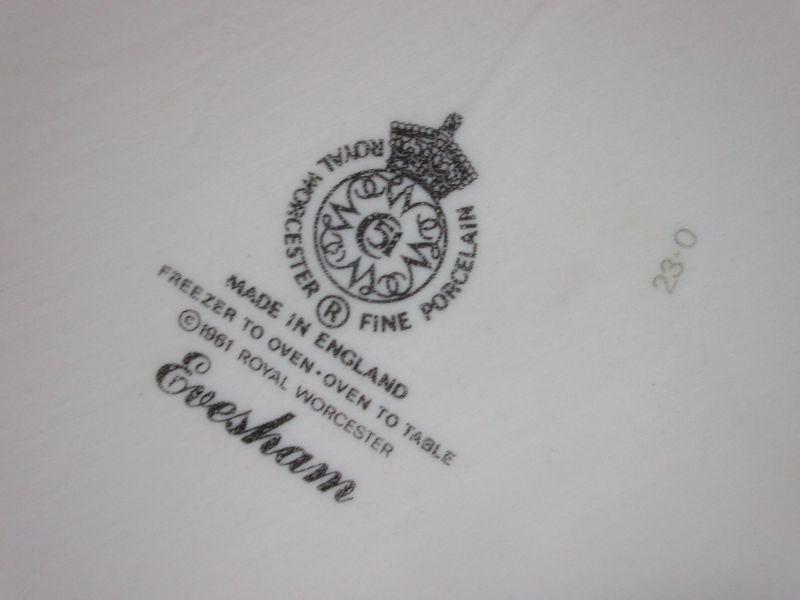 ROYAL WORCESTER ® FINE PORCELAIN
51
MADE IN ENGLAND
FREEZER TO OVEN · OVEN TO TABLE
©1961 ROYAL WORCESTER
Evesham
23·0